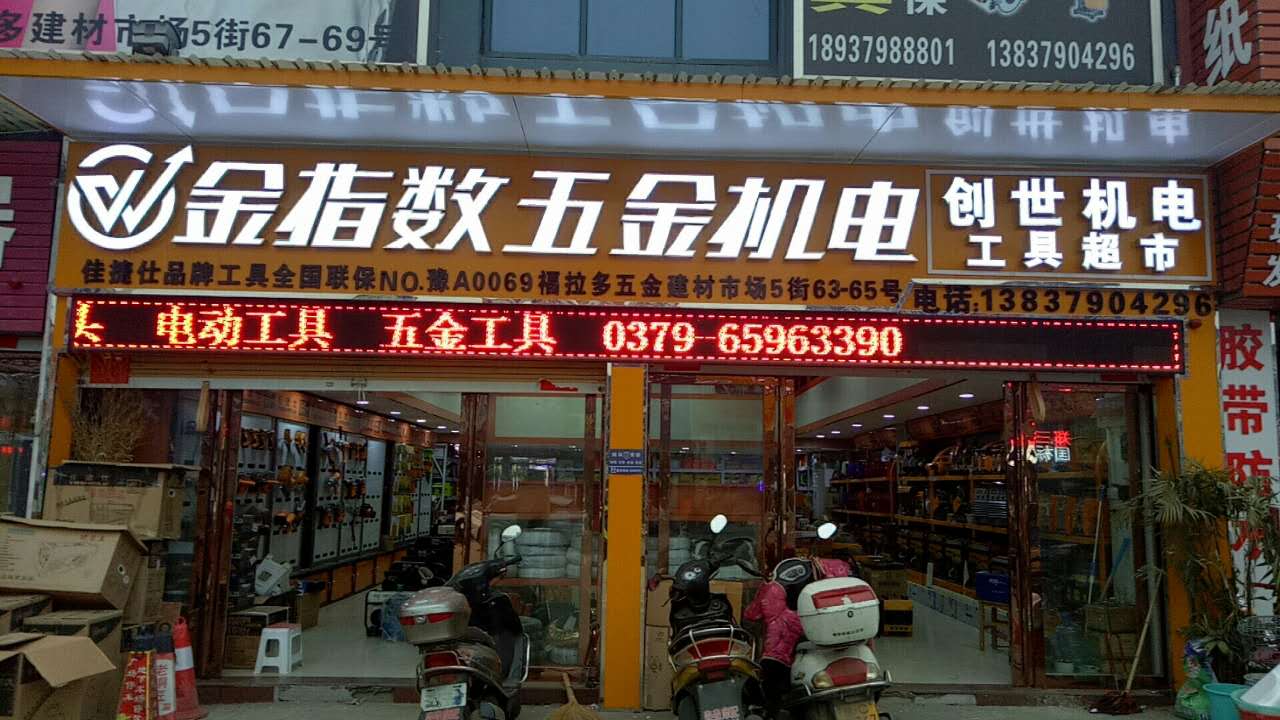 多建材市场5街67-69号
保
18937988801 13837904296
纸
金指数五金机电
创世机电
工具超市
佳捷仕品牌工具全国联保NO.豫A0069福拉多五金建材市场5街63-65号
电话:13837904296
电动工具 五金工具 0379-65963390
胶带防